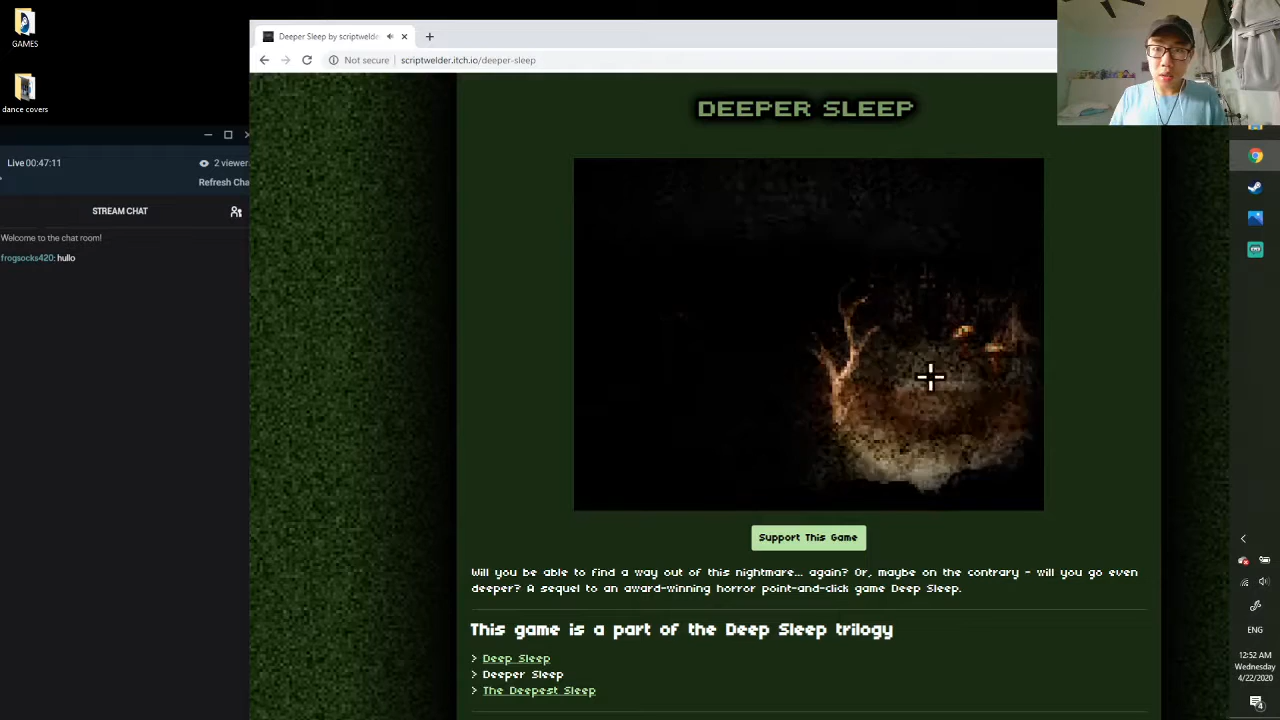 GAMES
dance covers
Live 00:47:11
2 viewer
Refresh Cha
STREAM CHAT
Welcome to the chat room!
frogsocks420: hullo
Deeper Sleep by scriptwelde
Not secure | scriptwelder.itch.io/deeper-sleep
DEEPER SLEEP
Support This Game
Will you be able to find a way out of this nightmare... again? Or, maybe on the contrary - will you go even
deeper? A sequel to an award-winning horror point-and-click game Deep Sleep.
This game is a part of the Deep Sleep trilogy
> Deep Sleep
> Deeper Sleep
> The Deepest Sleep
ENG
12:52 AM
Wednesday
4/22/2020
4